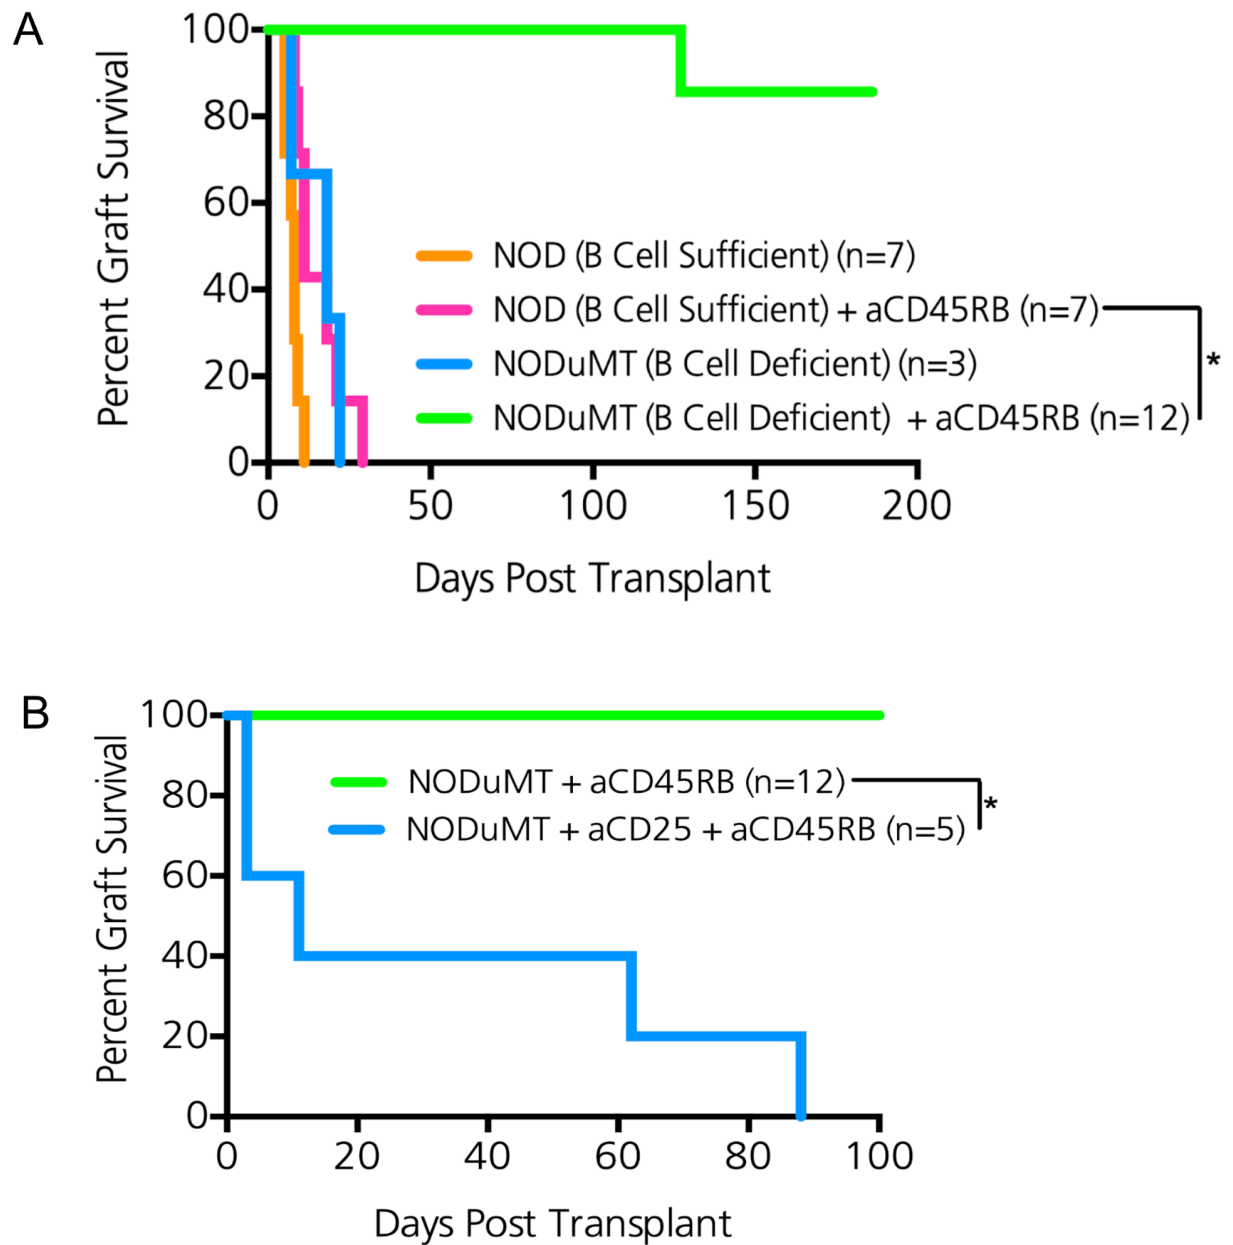 A
Percent Graft Survival
100
80
60
40
20
0
NOD (B Cell Sufficient) (n=7)
NOD (B Cell Sufficient) + aCD45RB (n=7)
NODuMT (B Cell Deficient) (n=3)
NODuMT (B Cell Deficient) + aCD45RB (n=12)
*
0 50 100 150 200
Days Post Transplant
B
Percent Graft Survival
100
80
60
40
20
0
NODuMT + aCD45RB (n=12)
NODuMT + aCD25 + aCD45RB (n=5)
*
0 20 40 60 80 100
Days Post Transplant